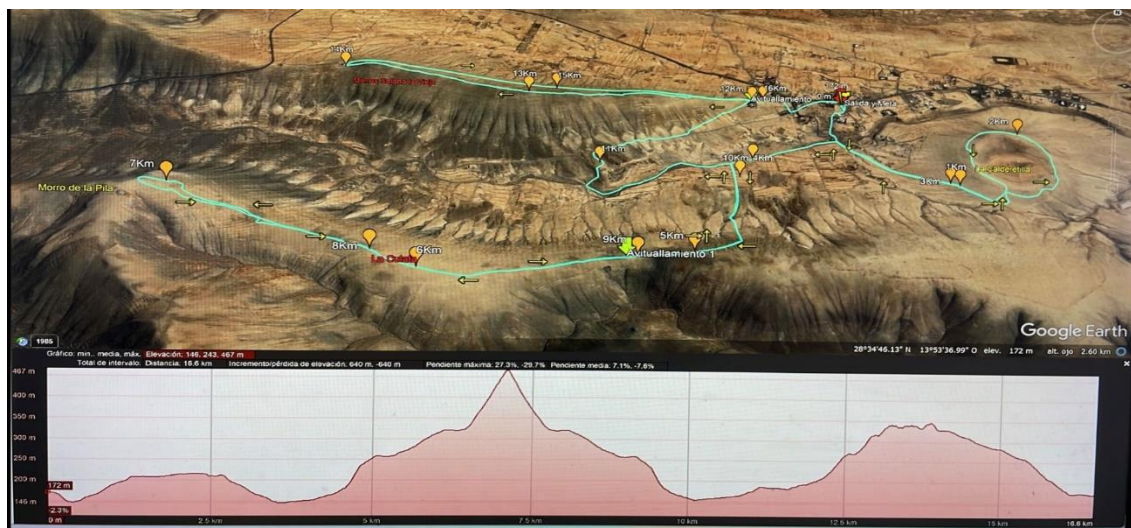 14Km
13Km
15Km
12Km
16Km
Avituallamiento
0 m
Salida y Meta
2Km
11Km
10Km
4Km
1Km
3Km
7Km
Morro de la Pila
8Km
6Km
9Km
5Km
Avituallamiento 1
Google Earth
1985
28°34'46.13" N 13°53'36.99" O elev. 172 m alt. ojo 2.60 km
Gráfico: min., media, máx. Elevación: 146, 243, 467 m
Total de intervalo: Distancia: 16.6 km Incremento/pérdida de elevación: 640 m, -640 m Pendiente máxima: 27.3%, -29.7% Pendiente media: 7.1%, -7.6%
467 m
400 m
350 m
300 m
250 m
200 m
146 m
172 m
-2.3%
0 m
2.5 km
5 km
7.5 km
10 km
12.5 km
15 km
16.6 km